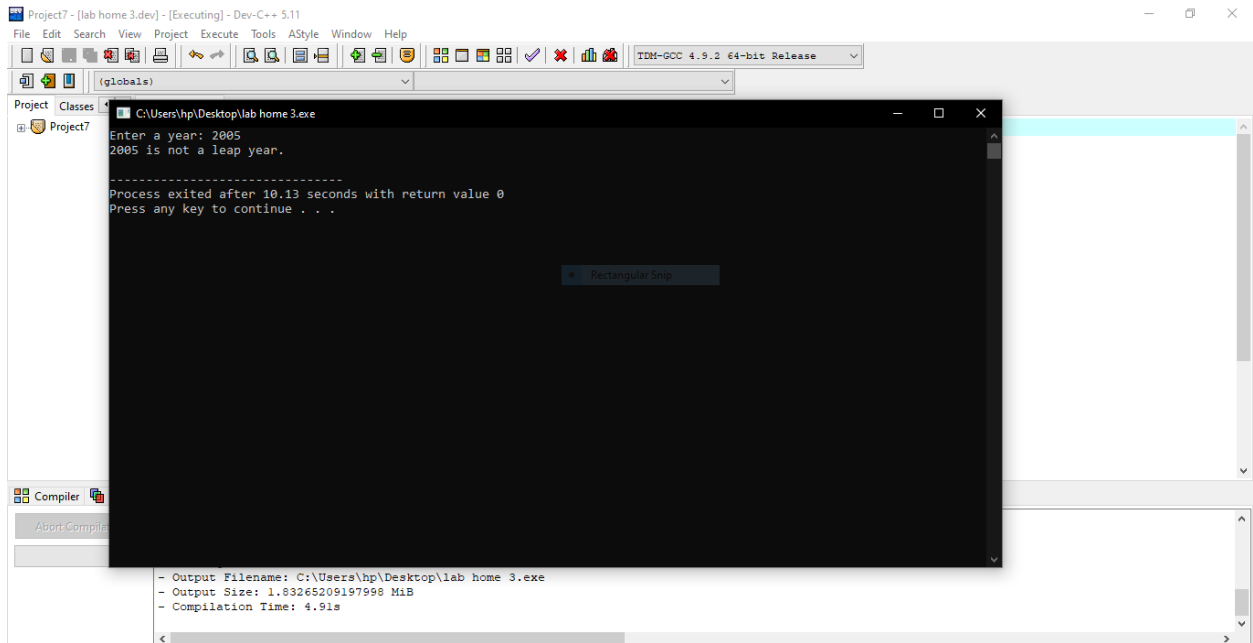 Project7 - [lab home 3.dev] - [Executing] - Dev-C++ 5.11
File Edit Search View Project Execute Tools AStyle Window Help
TDM-GCC 4.9.2 64-bit Release
(globals)
Project Classes
Project7
C:\Users\hp\Desktop\lab home 3.exe
Enter a year: 2005
2005 is not a leap year.
--------------------------------
Process exited after 10.13 seconds with return value 0
Press any key to continue . . .
Rectangular Snip
Compiler
Abort Compilat
- Output Filename: C:\Users\hp\Desktop\lab home 3.exe
- Output Size: 1.83265209197998 MiB
- Compilation Time: 4.91s